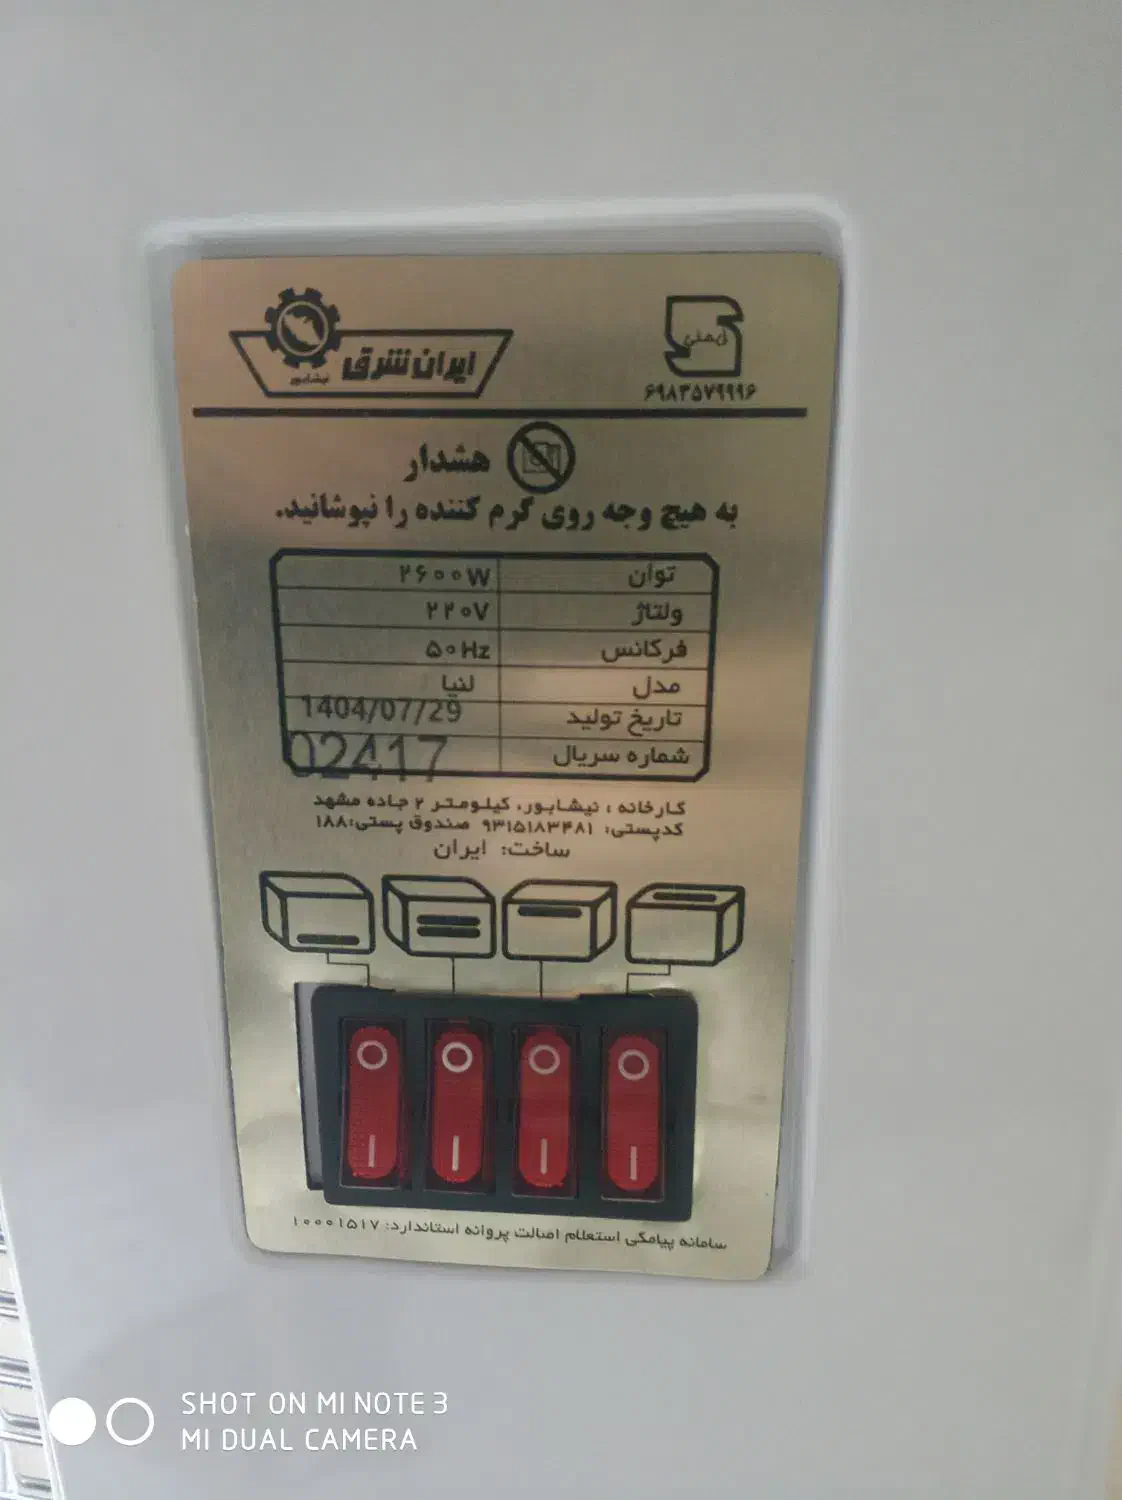 ایران شرق
نیشابور
ایمنی
۶۹۸۳۵۷۹۹۹۶
هشدار
به هیچ وجه روی گرم کننده را نپوشانید.
توان ۲۶۰۰W
ولتاژ ۲۲۰V
فرکانس ۵۰Hz
مدل لنیا
تاریخ تولید 1404/07/29
شماره سریال 02417
کارخانه : نیشابور، کیلومتر ۲ جاده مشهد
کدپستی: ۹۳۱۵۱۸۳۴۸۱ صندوق پستی:۱۸۸
ساخت: ایران
سامانه پیامکی استعلام اصالت پروانه استاندارد: ۱۰۰۰۱۵۱۷
SHOT ON MI NOTE 3
MI DUAL CAMERA